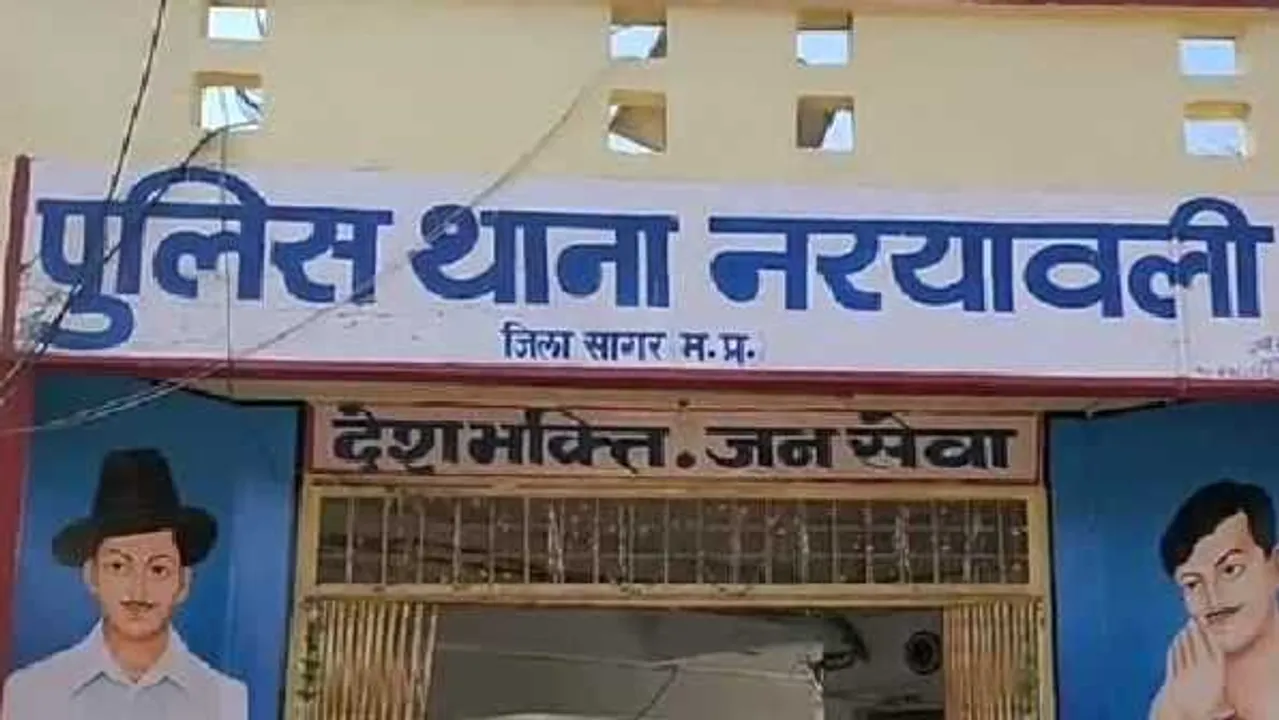 पुलिस थाना नरयावली
जिला सागर म.प्र.
देशभक्ति . जन सेवा